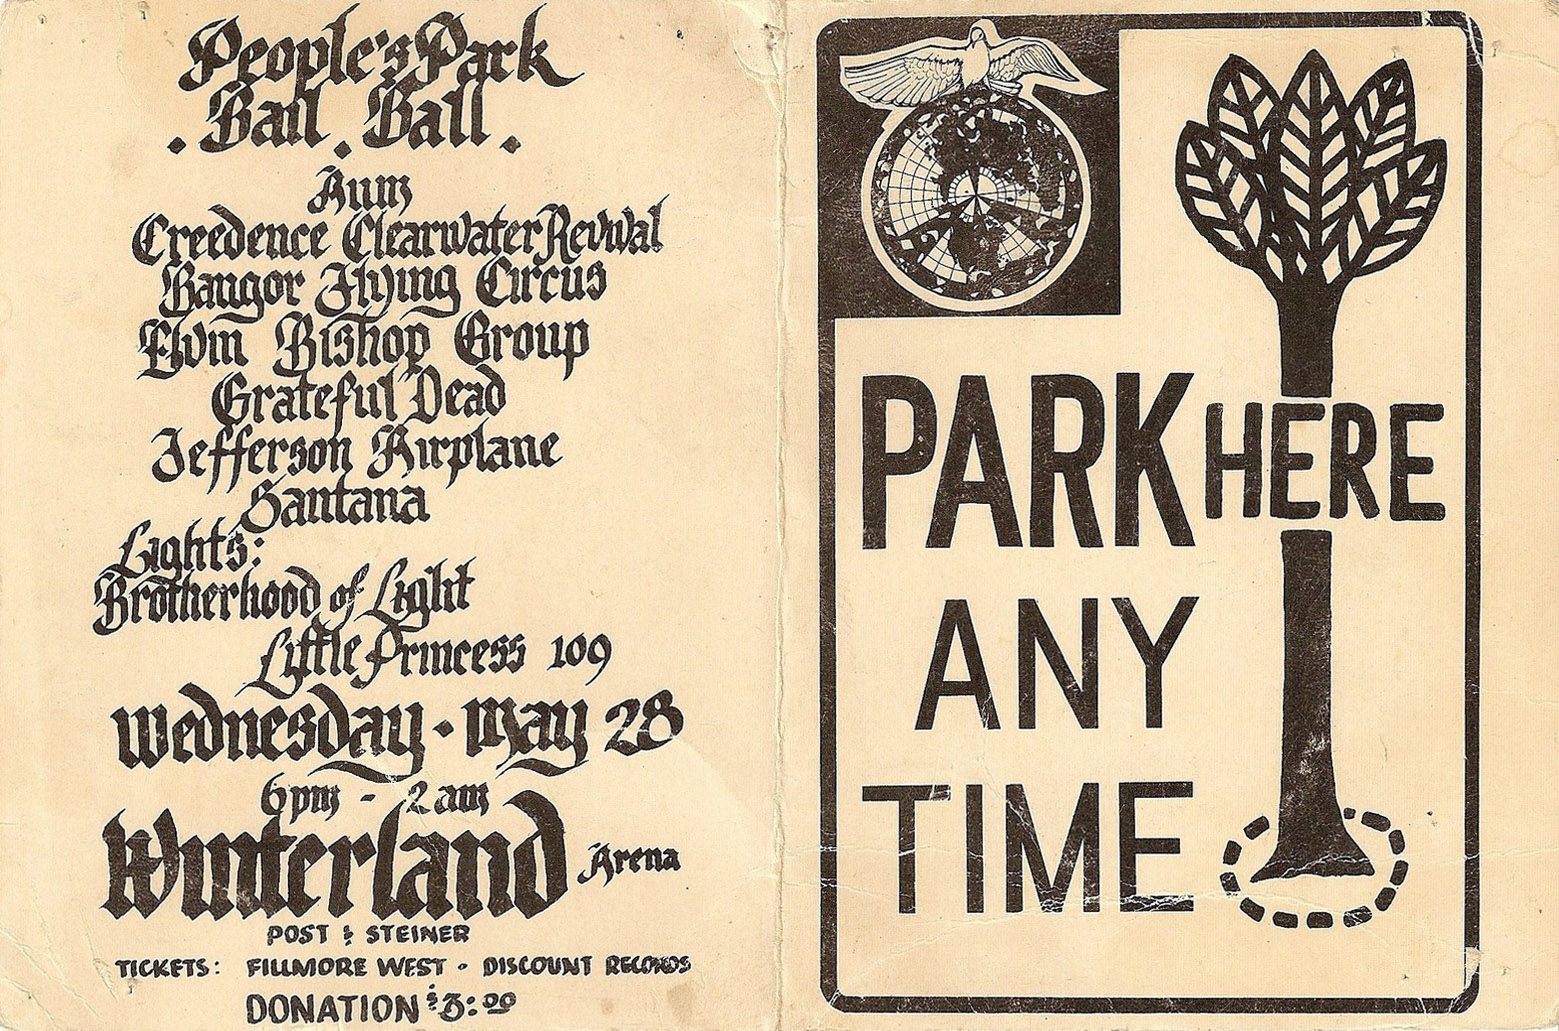 People's Park
. Bail . Ball .
Aum
Creedence Clearwater Revival
Bangor Flying Circus
Elvin Bishop Group
Grateful Dead
Jefferson Airplane
Santana
Lights:
Brotherhood of Light
Little Princess 109
Wednesday · May 28
6pm - 2am
Winterland Arena
POST & STEINER
TICKETS: FILLMORE WEST - DISCOUNT RECORDS
DONATION $3:00
PARK HERE
ANY
TIME